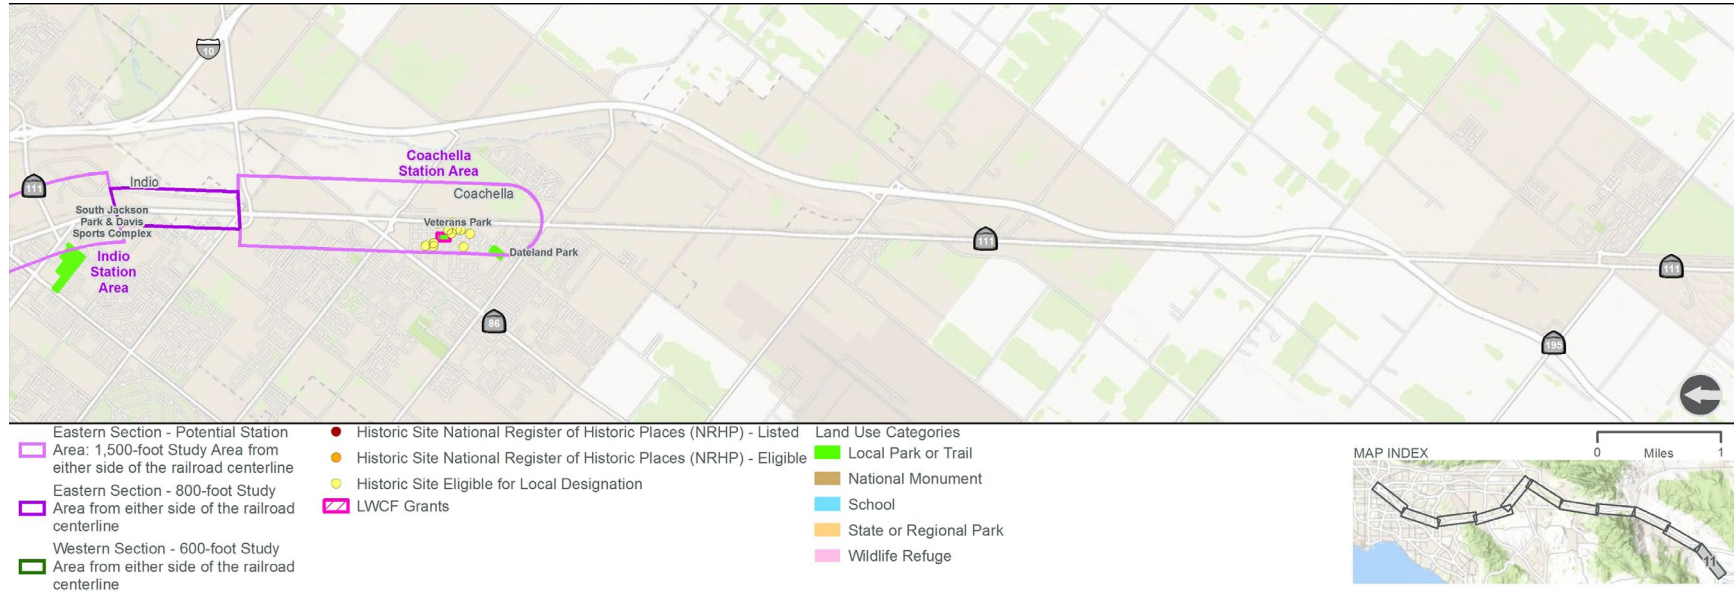 10
111
Indio
South Jackson
Park & Davis
Sports Complex
Indio
Station
Area
Coachella
Station Area
Coachella
Veterans Park
Dateland Park
86
111
111
195
Eastern Section - Potential Station
Area: 1,500-foot Study Area from
either side of the railroad centerline
Eastern Section - 800-foot Study
Area from either side of the railroad
centerline
Western Section - 600-foot Study
Area from either side of the railroad
centerline
Historic Site National Register of Historic Places (NRHP) - Listed
Historic Site National Register of Historic Places (NRHP) - Eligible
Historic Site Eligible for Local Designation
LWCF Grants
Land Use Categories
Local Park or Trail
National Monument
School
State or Regional Park
Wildlife Refuge
MAP INDEX
0 Miles 1
11